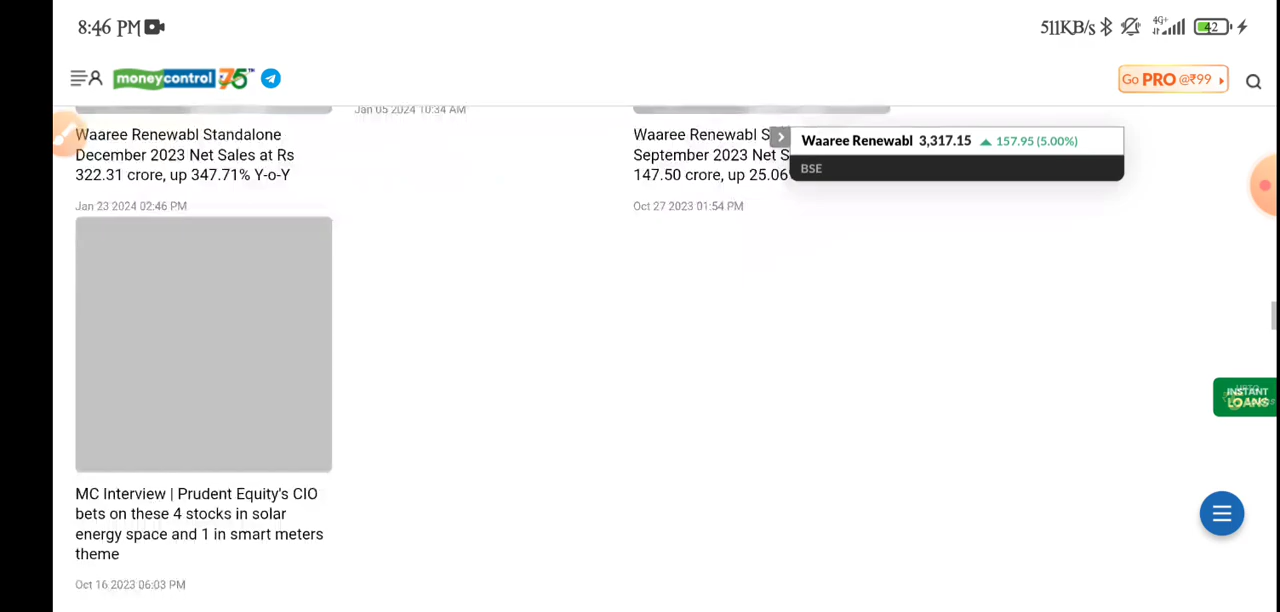 8:46 PM
511KB/s 4G+ 42
moneycontrol 75™
Go PRO @₹99
Jan 05 2024 10:34 AM
Waaree Renewabl Standalone
December 2023 Net Sales at Rs
322.31 crore, up 347.71% Y-o-Y
Jan 23 2024 02:46 PM
Waaree Renewabl S
September 2023 Net S
147.50 crore, up 25.06
Oct 27 2023 01:54 PM
Waaree Renewabl 3,317.15 157.95 (5.00%)
BSE
INSTANT
LOANS
MC Interview | Prudent Equity's CIO
bets on these 4 stocks in solar
energy space and 1 in smart meters
theme
Oct 16 2023 06:03 PM